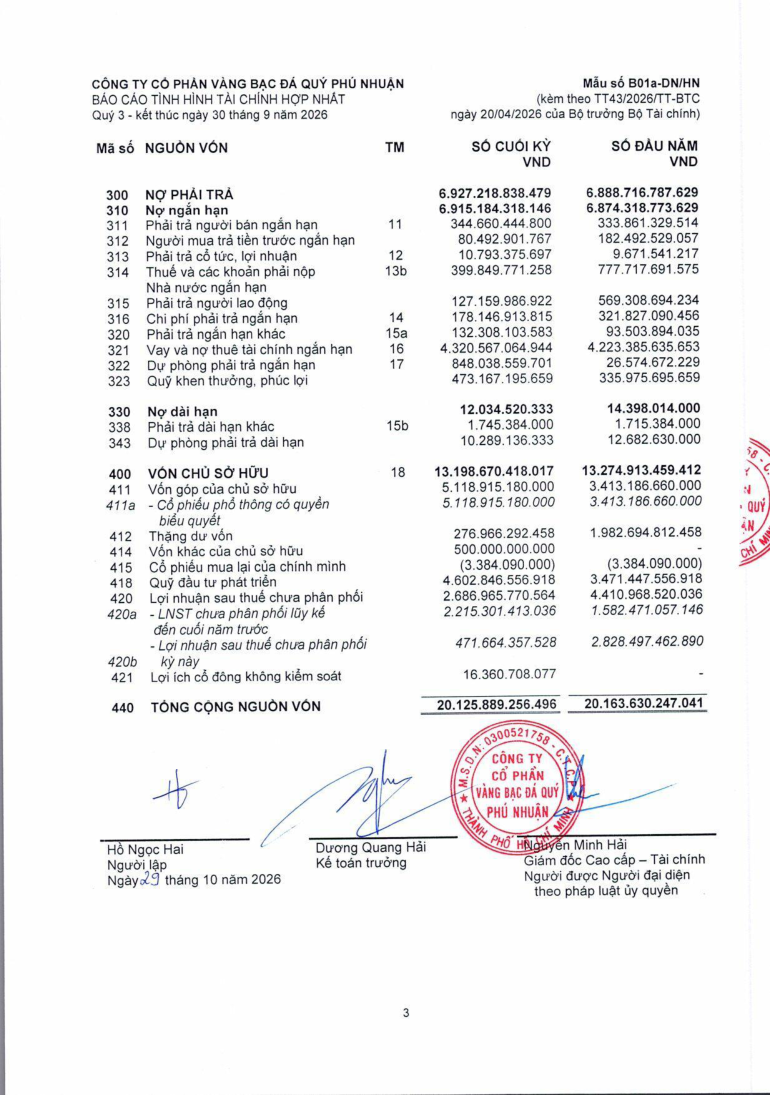 CÔNG TY CỔ PHẦN VÀNG BẠC ĐÁ QUÝ PHÚ NHUẬN Mẫu số B01a-DN/HN
BÁO CÁO TÌNH HÌNH TÀI CHÍNH HỢP NHẤT (kèm theo TT43/2026/TT-BTC
Quý 3 - kết thúc ngày 30 tháng 9 năm 2026 ngày 20/04/2026 của Bộ trưởng Bộ Tài chính)
Mã số NGUỒN VỐN TM SỐ CUỐI KỲ SỐ ĐẦU NĂM
VND VND
300 NỢ PHẢI TRẢ 6.927.218.838.479 6.888.716.787.629
310 Nợ ngắn hạn 6.915.184.318.146 6.874.318.773.629
311 Phải trả người bán ngắn hạn 11 344.660.444.800 333.861.329.514
312 Người mua trả tiền trước ngắn hạn 80.492.901.767 182.492.529.057
313 Phải trả cổ tức, lợi nhuận 12 10.793.375.697 9.671.541.217
314 Thuế và các khoản phải nộp 13b 399.849.771.258 777.717.691.575
Nhà nước ngắn hạn
315 Phải trả người lao động 127.159.986.922 569.308.694.234
316 Chi phí phải trả ngắn hạn 14 178.146.913.815 321.827.090.456
320 Phải trả ngắn hạn khác 15a 132.308.103.583 93.503.894.035
321 Vay và nợ thuê tài chính ngắn hạn 16 4.320.567.064.944 4.223.385.635.653
322 Dự phòng phải trả ngắn hạn 17 848.038.559.701 26.574.672.229
323 Quỹ khen thưởng, phúc lợi 473.167.195.659 335.975.695.659
330 Nợ dài hạn 12.034.520.333 14.398.014.000
338 Phải trả dài hạn khác 15b 1.745.384.000 1.715.384.000
343 Dự phòng phải trả dài hạn 10.289.136.333 12.682.630.000
400 VỐN CHỦ SỞ HỮU 18 13.198.670.418.017 13.274.913.459.412
411 Vốn góp của chủ sở hữu 5.118.915.180.000 3.413.186.660.000
411a - Cổ phiếu phổ thông có quyền 5.118.915.180.000 3.413.186.660.000
biểu quyết
412 Thặng dư vốn 276.966.292.458 1.982.694.812.458
414 Vốn khác của chủ sở hữu 500.000.000.000 -
415 Cổ phiếu mua lại của chính mình (3.384.090.000) (3.384.090.000)
418 Quỹ đầu tư phát triển 4.602.846.556.918 3.471.447.556.918
420 Lợi nhuận sau thuế chưa phân phối 2.686.965.770.564 4.410.968.520.036
420a - LNST chưa phân phối lũy kế 2.215.301.413.036 1.582.471.057.146
đến cuối năm trước
- Lợi nhuận sau thuế chưa phân phối 471.664.357.528 2.828.497.462.890
420b kỳ này
421 Lợi ích cổ đông không kiểm soát 16.360.708.077 -
440 TỔNG CỘNG NGUỒN VỐN 20.125.889.256.496 20.163.630.247.041
M.S.D.N: 0300521758 - C.T.C.P
CÔNG TY
CỔ PHẦN
VÀNG BẠC ĐÁ QUÝ
PHÚ NHUẬN
THÀNH PHỐ HỒ CHÍ MINH
Hồ Ngọc Hai Dương Quang Hải Nguyễn Minh Hải
Người lập Kế toán trưởng Giám đốc Cao cấp – Tài chính
Ngày 29 tháng 10 năm 2026 Người được Người đại diện
theo pháp luật ủy quyền
3